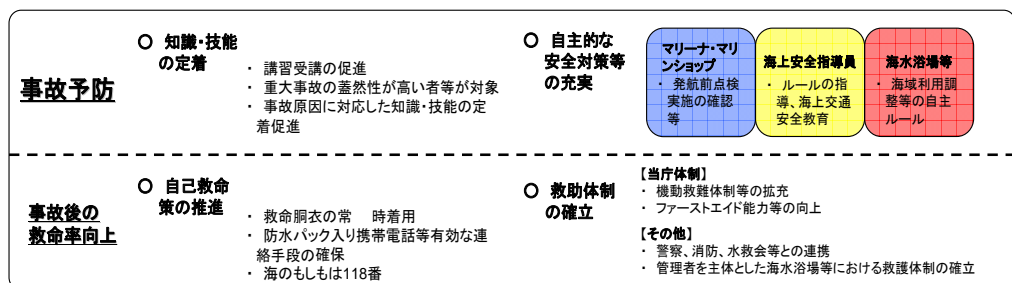 事故予防
○ 知識・技能
の定着
・ 講習受講の促進
・ 重大事故の蓋然性が高い者等が対象
・ 事故原因に対応した知識・技能の定
着促進
○ 自主的な
安全対策等
の充実
マリーナ・マリ
ンショップ
・ 発航前点検
実施の確認
等
海上安全指導員
・ ルールの指
導、海上交通
安全教育
海水浴場等
・ 海域利用調
整等の自主
ルール
事故後の
救命率向上
○ 自己救命
策の推進
・ 救命胴衣の常 時着用
・ 防水パック入り携帯電話等有効な連
絡手段の確保
・ 海のもしもは118番
○ 救助体制
の確立
【当庁体制】
・ 機動救難体制等の拡充
・ ファーストエイド能力等の向上
【その他】
・ 警察、消防、水救会等との連携
・ 管理者を主体とした海水浴場等における救護体制の確立